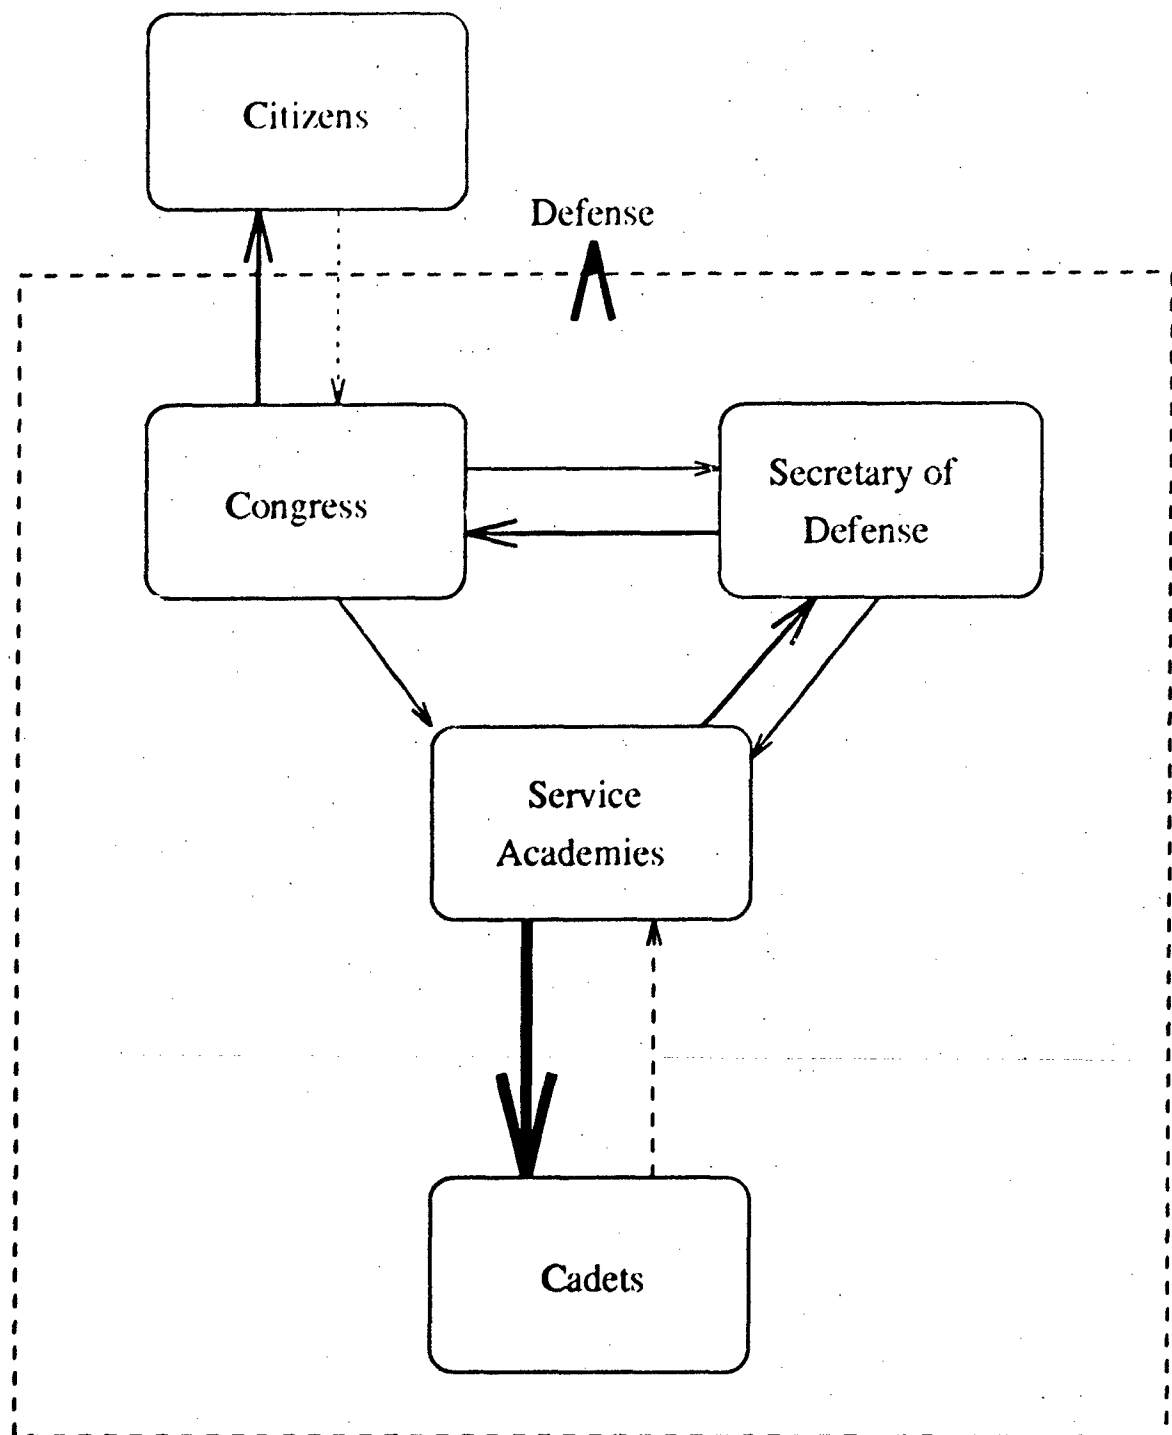 Citizens
Defense
Congress
Secretary of
Defense
Service
Academies
Cadets